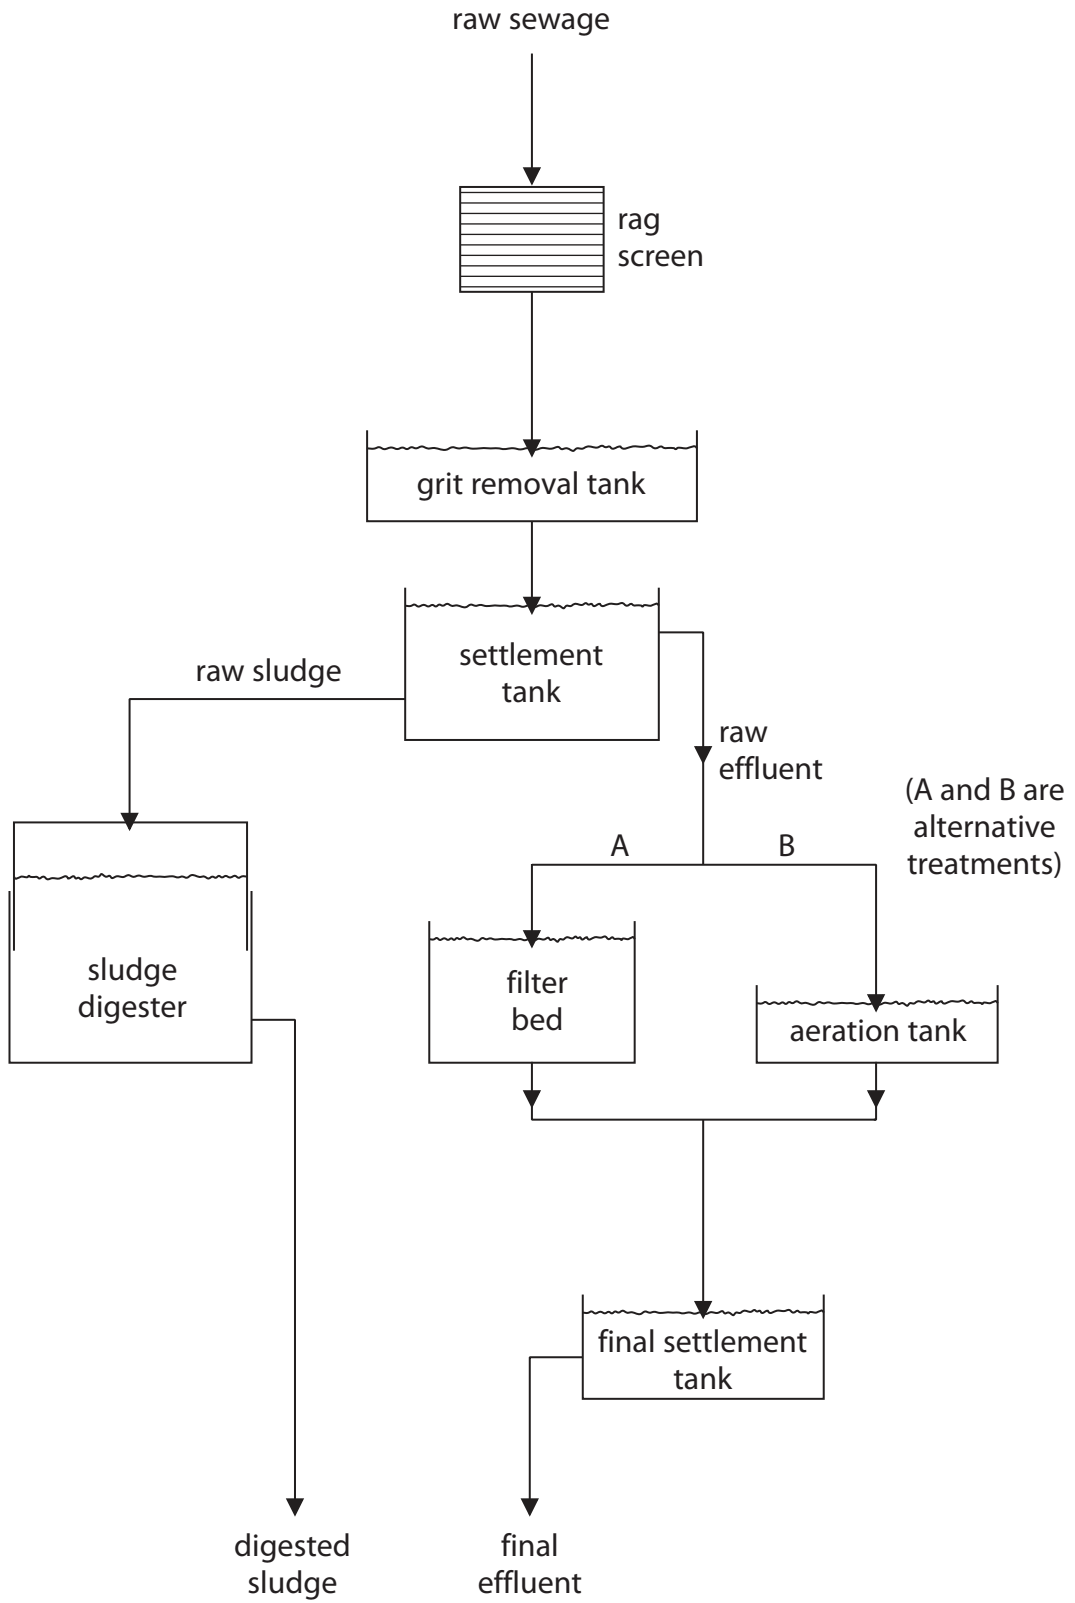 raw sewage
rag
screen
grit removal tank
settlement
tank
raw sludge
raw
effluent
(A and B are
alternative
treatments)
A
B
sludge
digester
filter
bed
aeration tank
final settlement
tank
digested
sludge
final
effluent